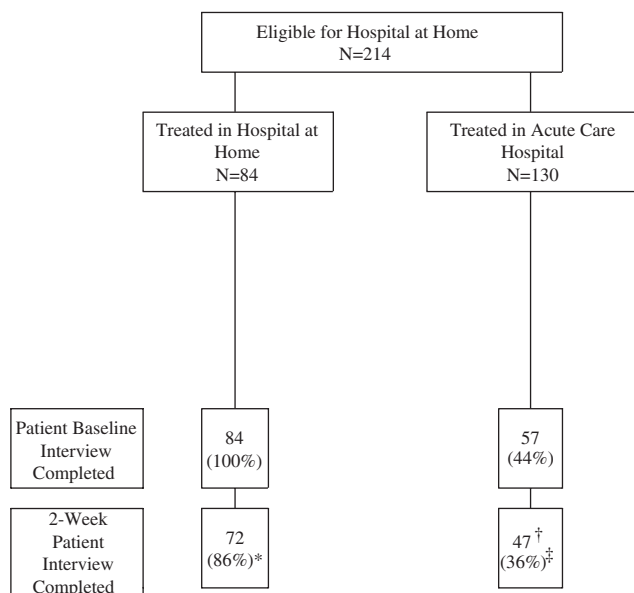 Eligible for Hospital at Home
N=214
Treated in Hospital at
Home
N=84
Treated in Acute Care
Hospital
N=130
Patient Baseline
Interview
Completed
84
(100%)
57
(44%)
2-Week
Patient
Interview
Completed
72
(86%)*
47†
(36%)‡